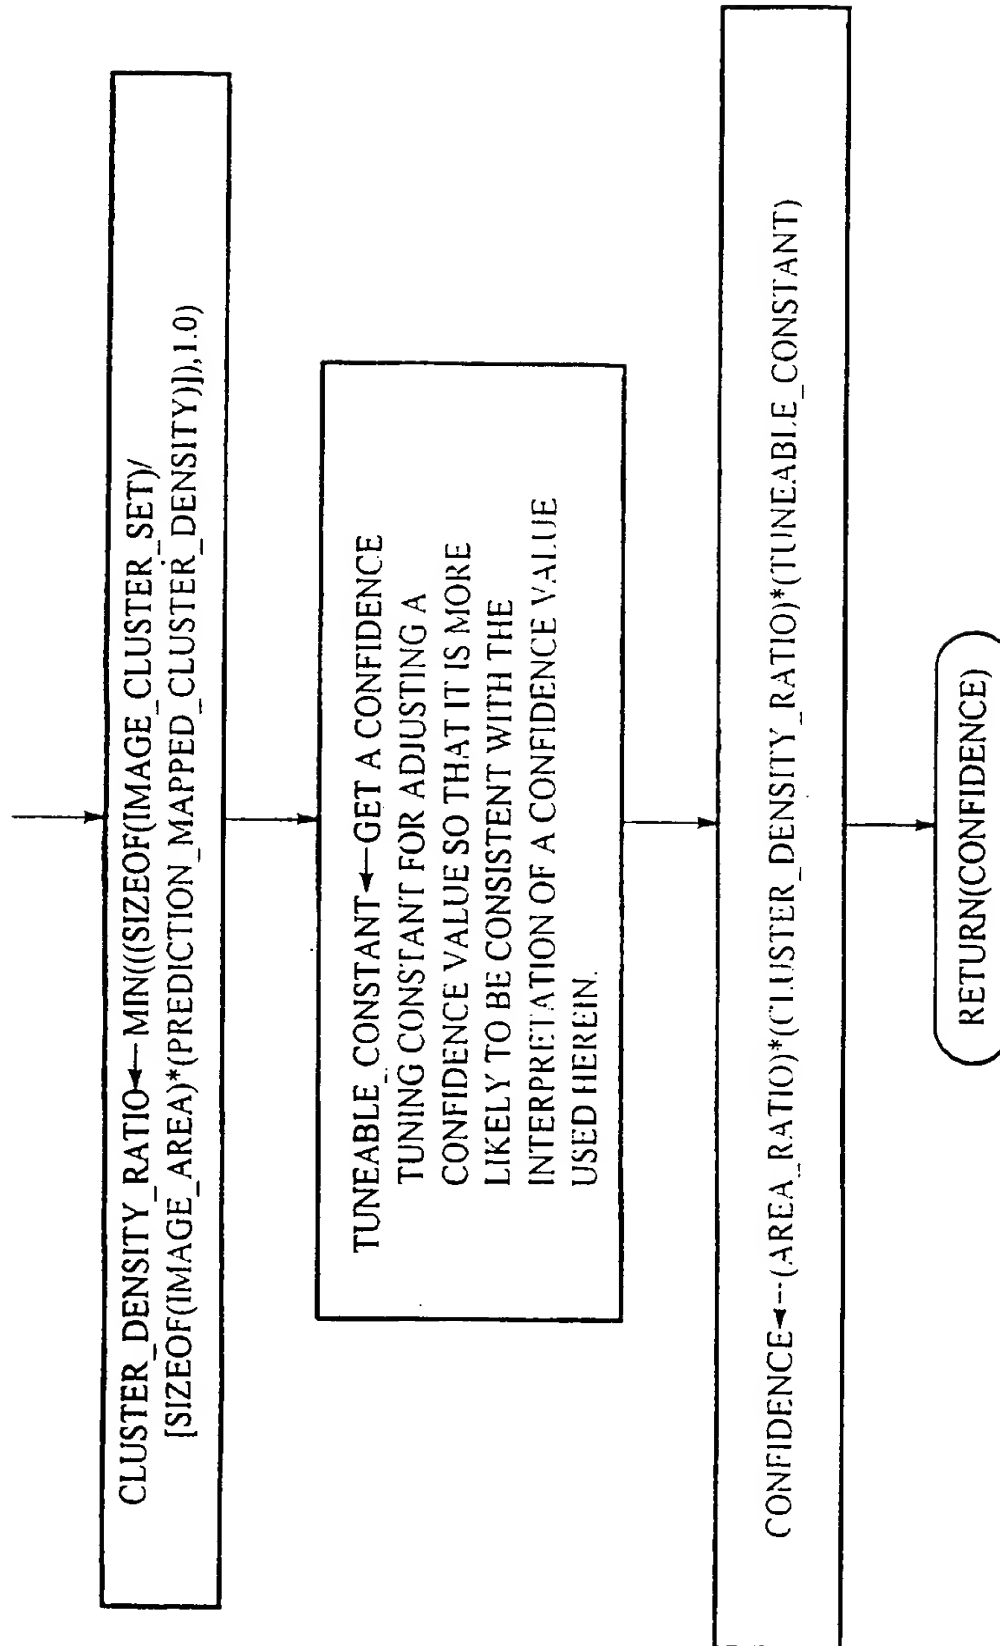 CLUSTER_DENSITY_RATIO←MIN(((SIZEOF(IMAGE_CLUSTER_SET)/
[SIZEOF(IMAGE_AREA)*(PREDICTION_MAPPED_CLUSTER_DENSITY)]),1.0)
TUNEABLE_CONSTANT←GET A CONFIDENCE
TUNING CONSTANT FOR ADJUSTING A
CONFIDENCE VALUE SO THAT IT IS MORE
LIKELY TO BE CONSISTENT WITH THE
INTERPRETATION OF A CONFIDENCE VALUE
USED HEREIN.
CONFIDENCE←(AREA_RATIO)*(CLUSTER_DENSITY_RATIO)*(TUNEABLE_CONSTANT)
RETURN(CONFIDENCE)